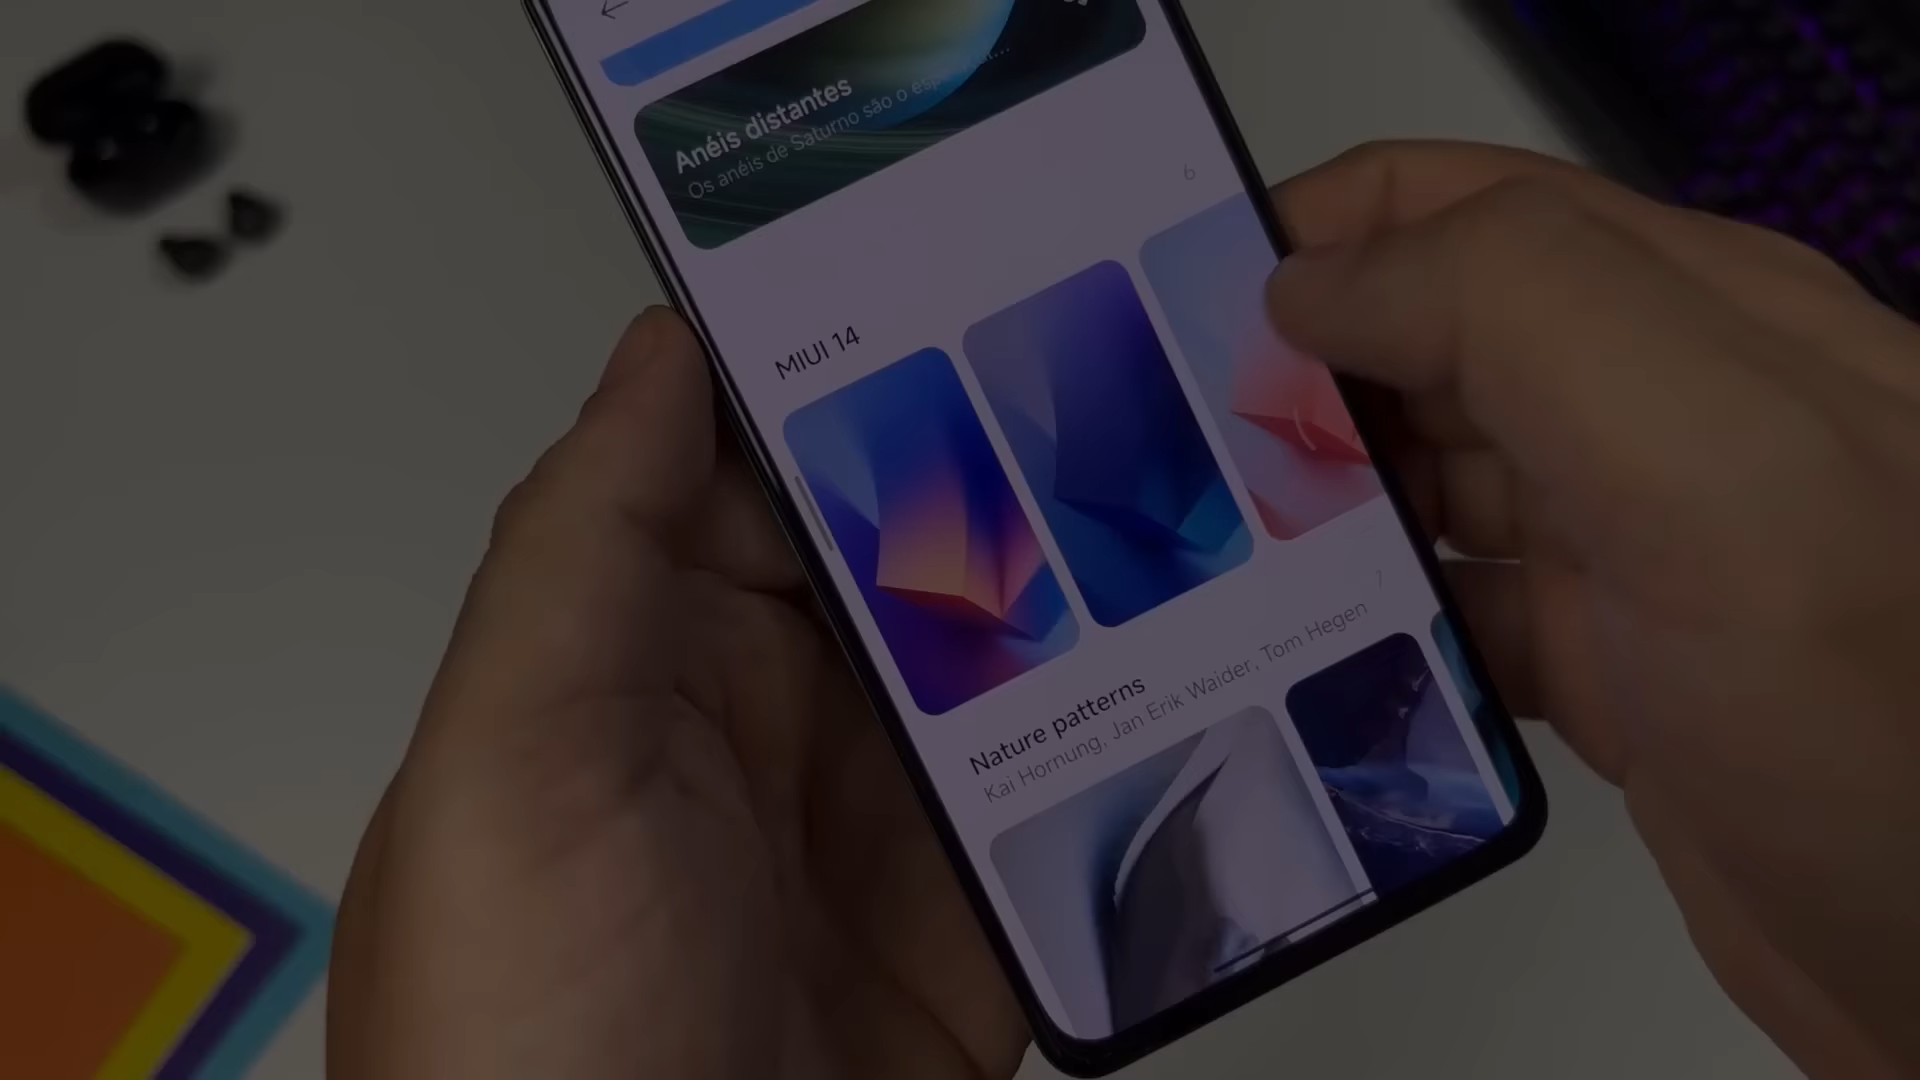 Anéis distantes
Os anéis de Saturno são o
6
MIUI 14
7
Nature patterns
Kai Hornung, Jan Erik Waider, Tom Hegen